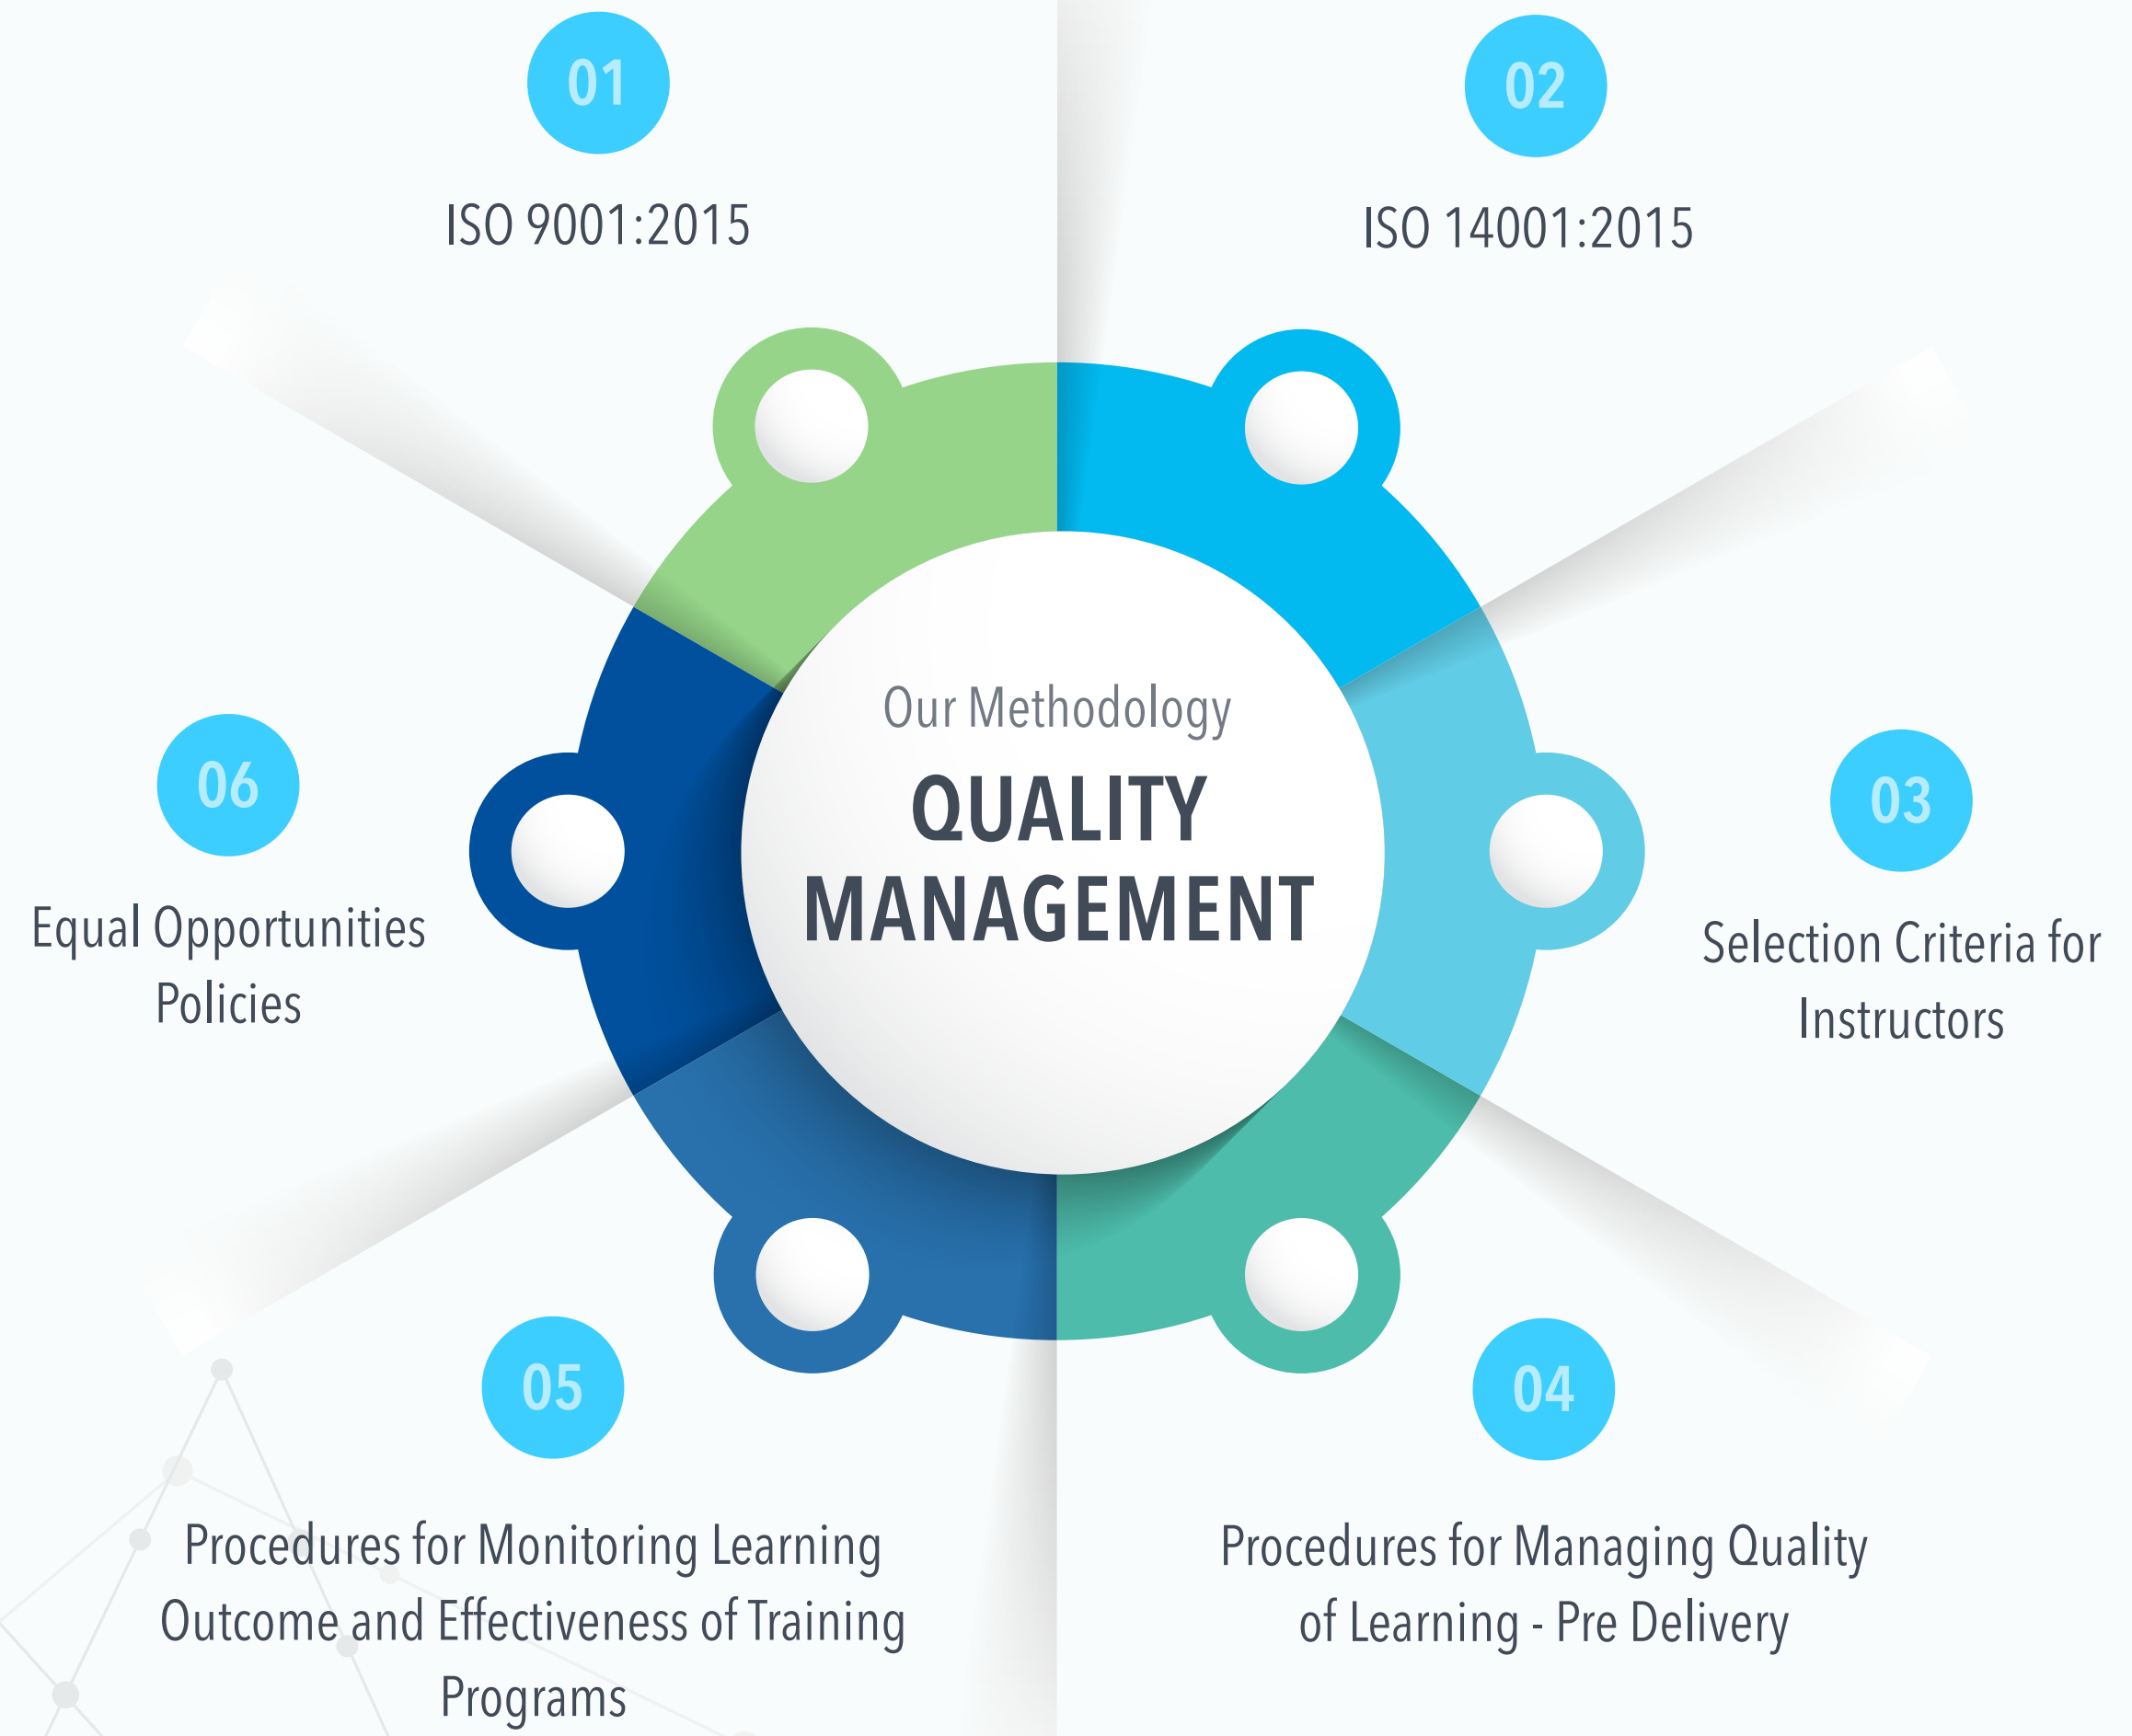 01
ISO 9001:2015
02
ISO 14001:2015
Our Methodology
QUALITY
MANAGEMENT
03
Selection Criteria for
Instructors
04
Procedures for Managing Quality
of Learning - Pre Delivery
05
Procedures for Monitoring Learning
Outcome and Effectiveness of Training
Programs
06
Equal Opportunities
Policies